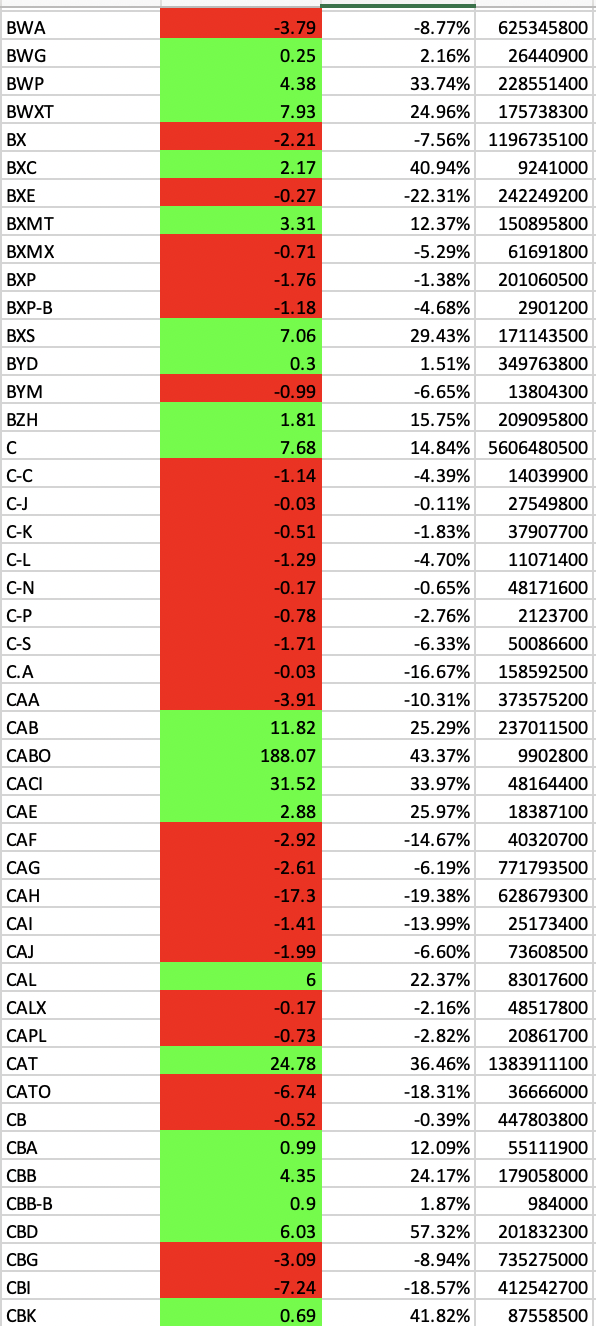 BWA -3.79 -8.77% 625345800
BWG 0.25 2.16% 26440900
BWP 4.38 33.74% 228551400
BWXT 7.93 24.96% 175738300
BX -2.21 -7.56% 1196735100
BXC 2.17 40.94% 9241000
BXE -0.27 -22.31% 242249200
BXMT 3.31 12.37% 150895800
BXMX -0.71 -5.29% 61691800
BXP -1.76 -1.38% 201060500
BXP-B -1.18 -4.68% 2901200
BXS 7.06 29.43% 171143500
BYD 0.3 1.51% 349763800
BYM -0.99 -6.65% 13804300
BZH 1.81 15.75% 209095800
C 7.68 14.84% 5606480500
C-C -1.14 -4.39% 14039900
C-J -0.03 -0.11% 27549800
C-K -0.51 -1.83% 37907700
C-L -1.29 -4.70% 11071400
C-N -0.17 -0.65% 48171600
C-P -0.78 -2.76% 2123700
C-S -1.71 -6.33% 50086600
C.A -0.03 -16.67% 158592500
CAA -3.91 -10.31% 373575200
CAB 11.82 25.29% 237011500
CABO 188.07 43.37% 9902800
CACI 31.52 33.97% 48164400
CAE 2.88 25.97% 18387100
CAF -2.92 -14.67% 40320700
CAG -2.61 -6.19% 771793500
CAH -17.3 -19.38% 628679300
CAI -1.41 -13.99% 25173400
CAJ -1.99 -6.60% 73608500
CAL 6 22.37% 83017600
CALX -0.17 -2.16% 48517800
CAPL -0.73 -2.82% 20861700
CAT 24.78 36.46% 1383911100
CATO -6.74 -18.31% 36666000
CB -0.52 -0.39% 447803800
CBA 0.99 12.09% 55111900
CBB 4.35 24.17% 179058000
CBB-B 0.9 1.87% 984000
CBD 6.03 57.32% 201832300
CBG -3.09 -8.94% 735275000
CBI -7.24 -18.57% 412542700
CBK 0.69 41.82% 87558500